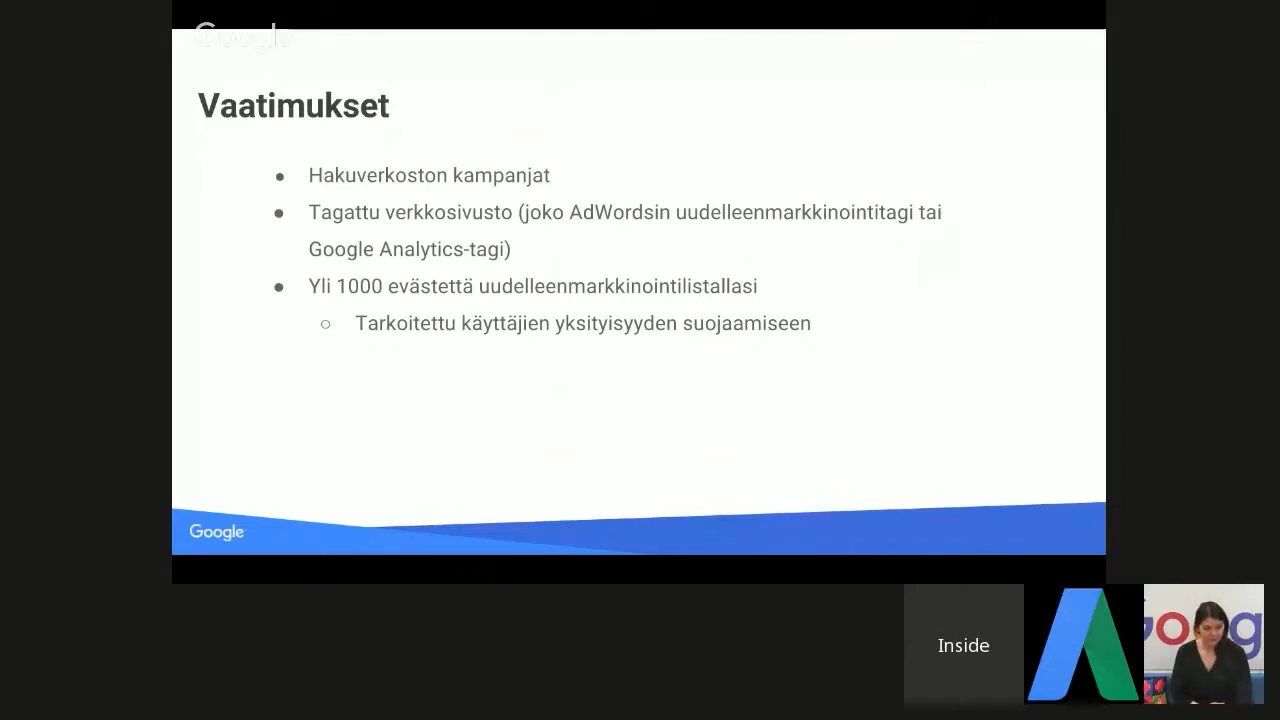 Google
Vaatimukset
● Hakuverkoston kampanjat
● Tagattu verkkosivusto (joko AdWordsin uudelleenmarkkinointitagi tai
Google Analytics-tagi)
● Yli 1000 evästettä uudelleenmarkkinointilistallasi
○ Tarkoitettu käyttäjien yksityisyyden suojaamiseen
Google
Inside